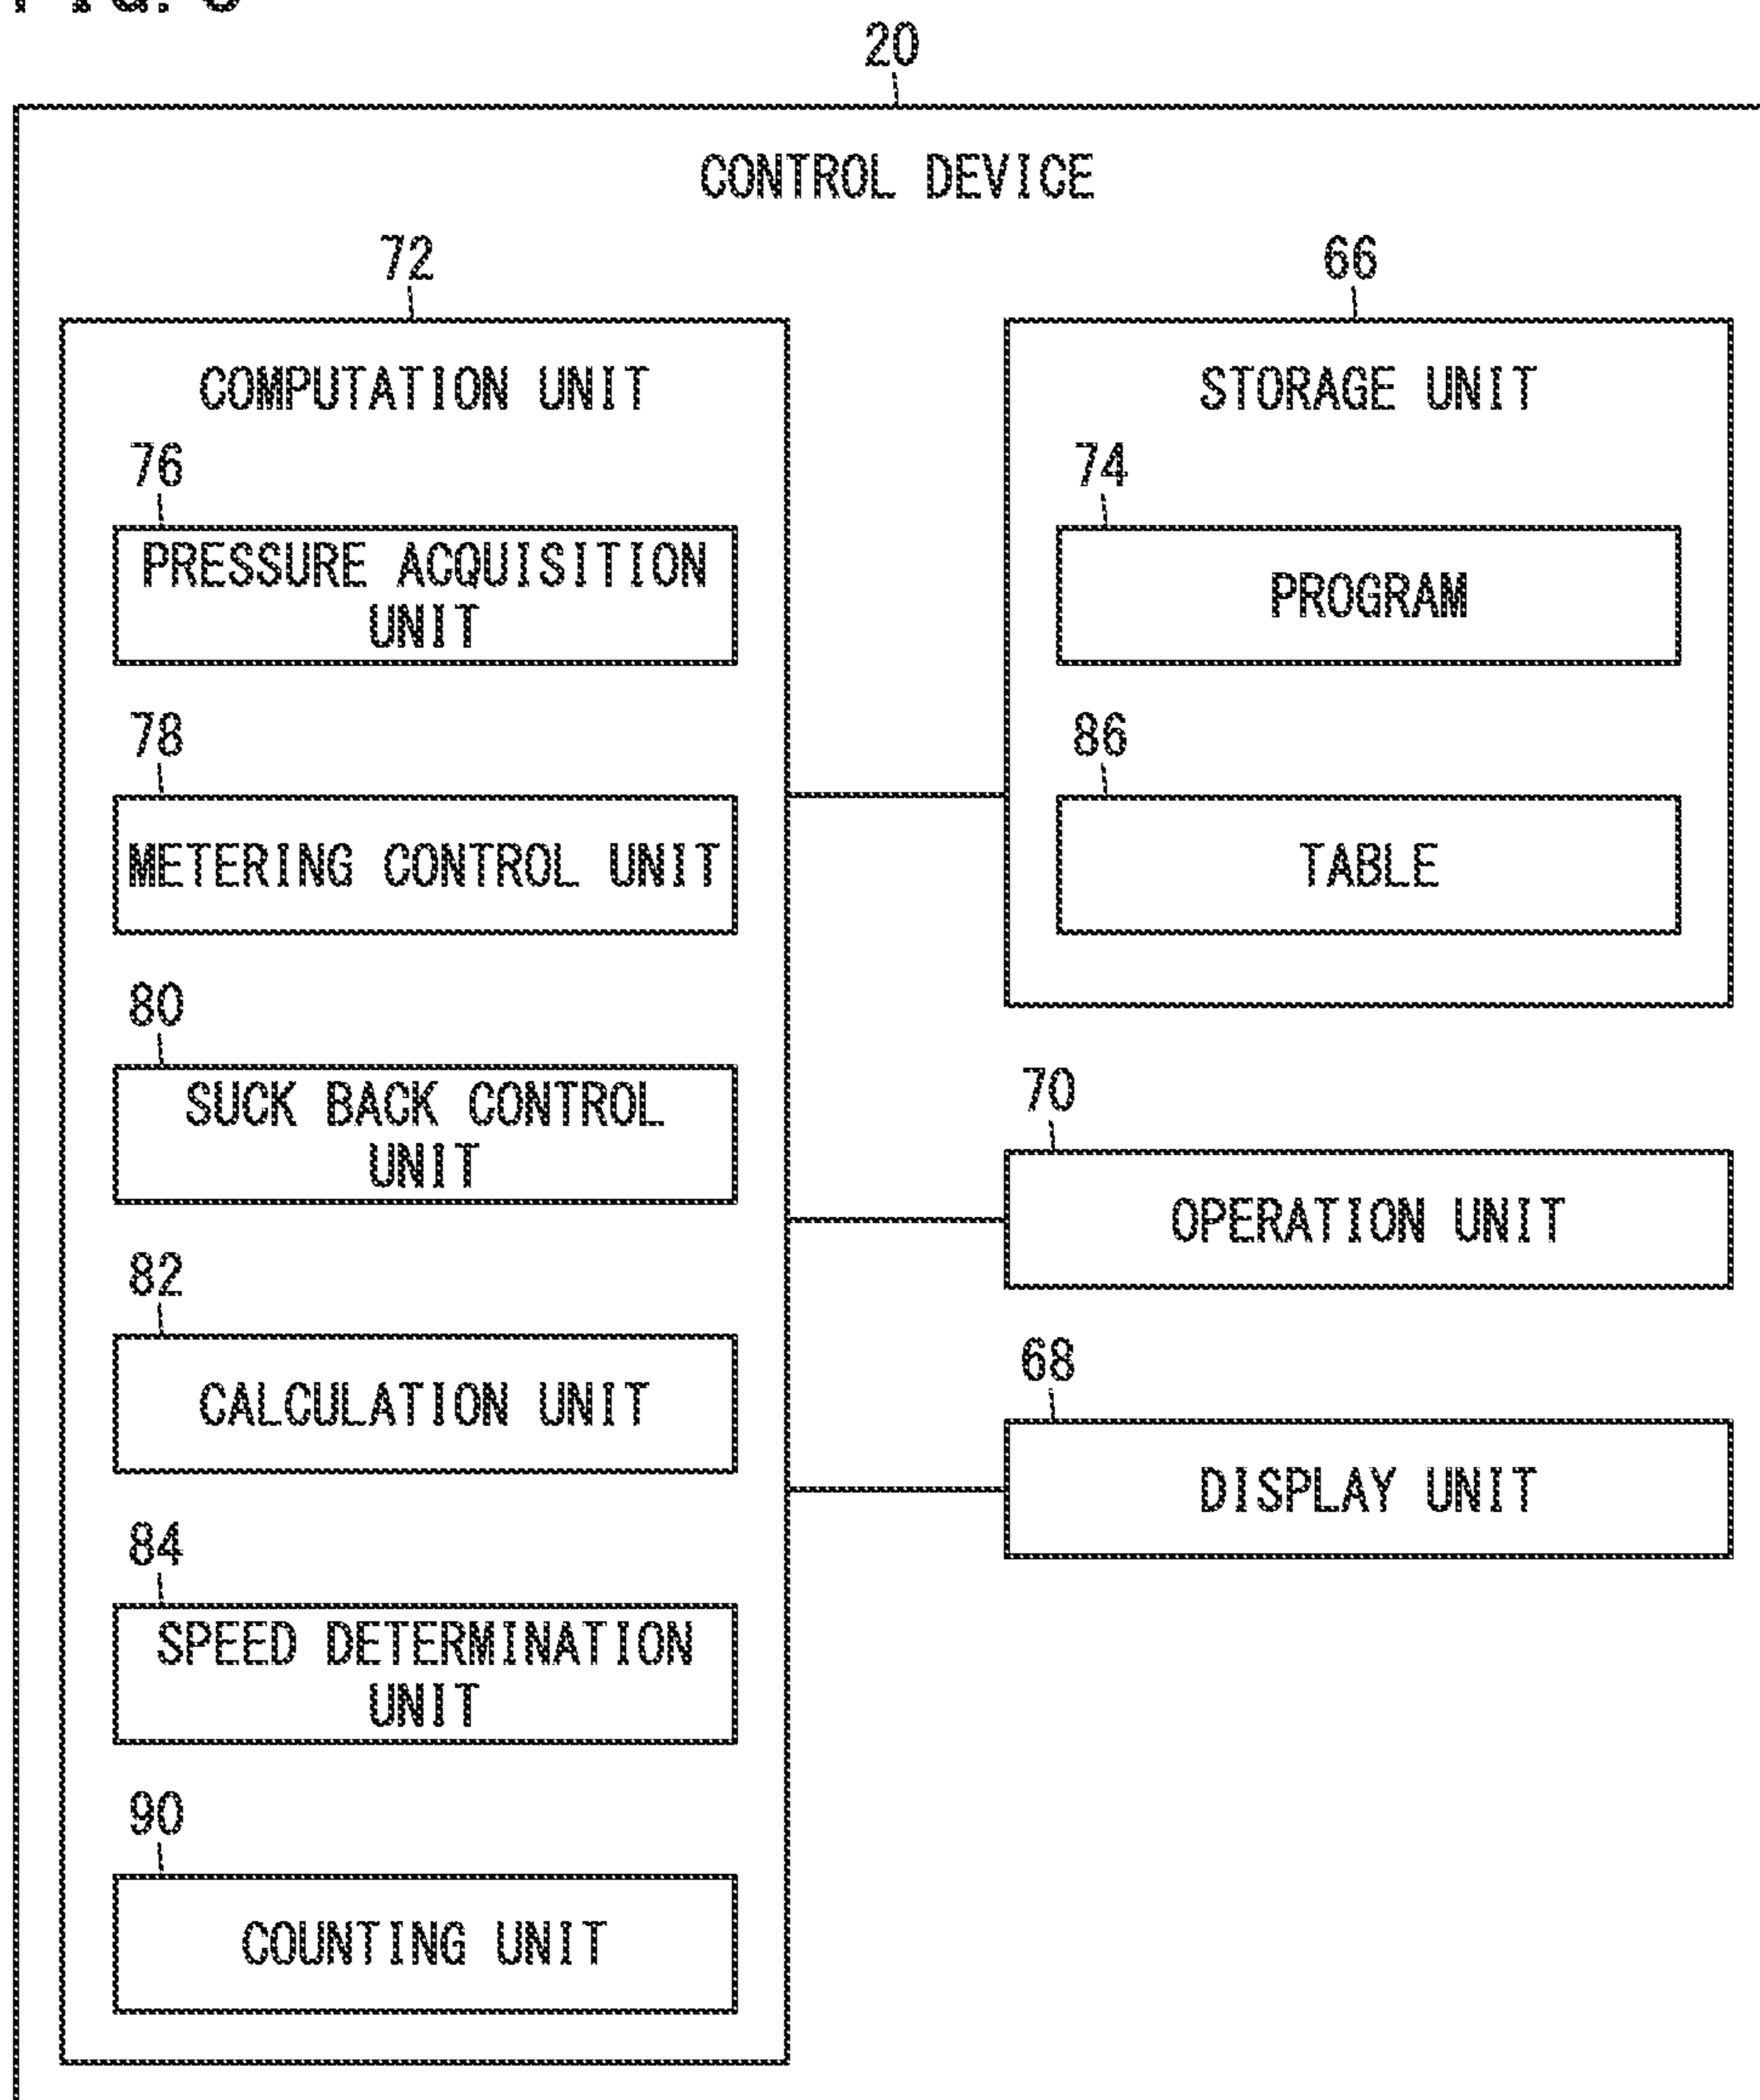 20
CONTROL DEVICE
72
COMPUTATION UNIT
76
PRESSURE ACQUISITION
UNIT
78
METERING CONTROL UNIT
80
SUCK BACK CONTROL
UNIT
82
CALCULATION UNIT
84
SPEED DETERMINATION
UNIT
90
COUNTING UNIT
66
STORAGE UNIT
74
PROGRAM
86
TABLE
70
OPERATION UNIT
68
DISPLAY UNIT